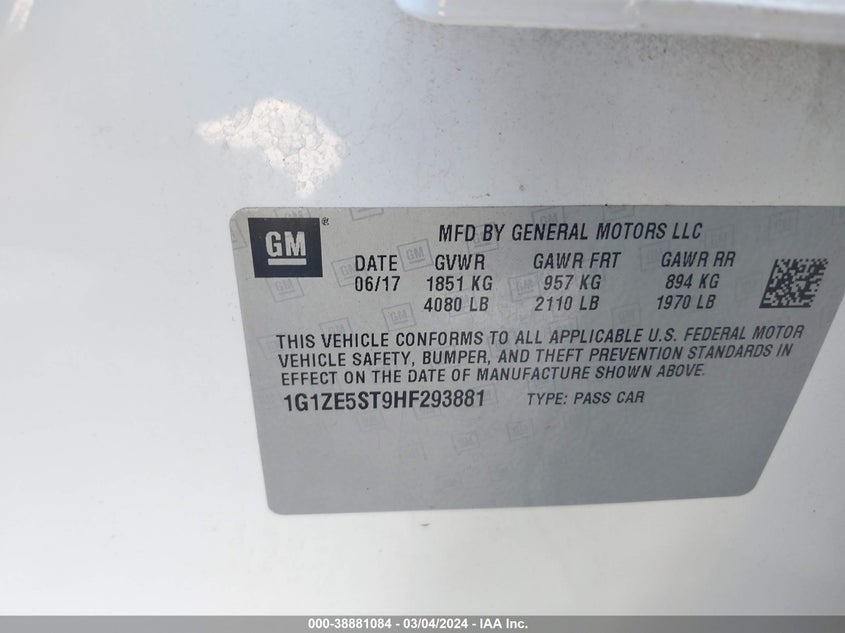 GM ®
MFD BY GENERAL MOTORS LLC
DATE GVWR GAWR FRT GAWR RR
06/17 1851 KG 957 KG 894 KG
4080 LB 2110 LB 1970 LB
THIS VEHICLE CONFORMS TO ALL APPLICABLE U.S. FEDERAL MOTOR
VEHICLE SAFETY, BUMPER, AND THEFT PREVENTION STANDARDS IN
EFFECT ON THE DATE OF MANUFACTURE SHOWN ABOVE.
1G1ZE5ST9HF293881 TYPE: PASS CAR
000-38881084 - 03/04/2024 - IAA Inc.